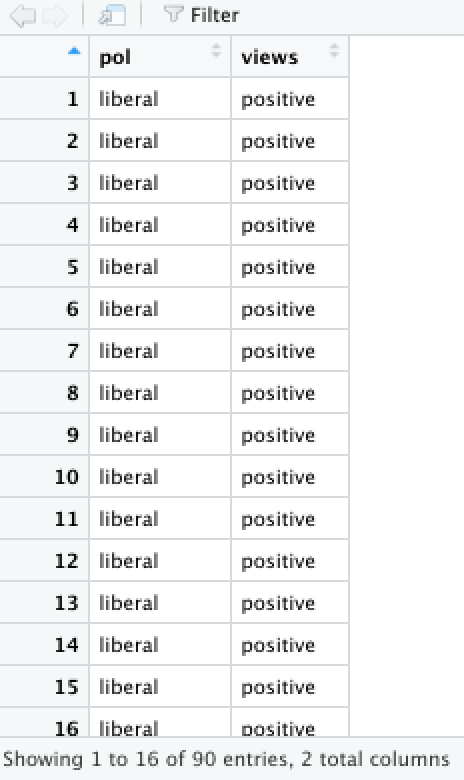 Filter
pol views
1 liberal positive
2 liberal positive
3 liberal positive
4 liberal positive
5 liberal positive
6 liberal positive
7 liberal positive
8 liberal positive
9 liberal positive
10 liberal positive
11 liberal positive
12 liberal positive
13 liberal positive
14 liberal positive
15 liberal positive
16 liberal positive
Showing 1 to 16 of 90 entries, 2 total columns